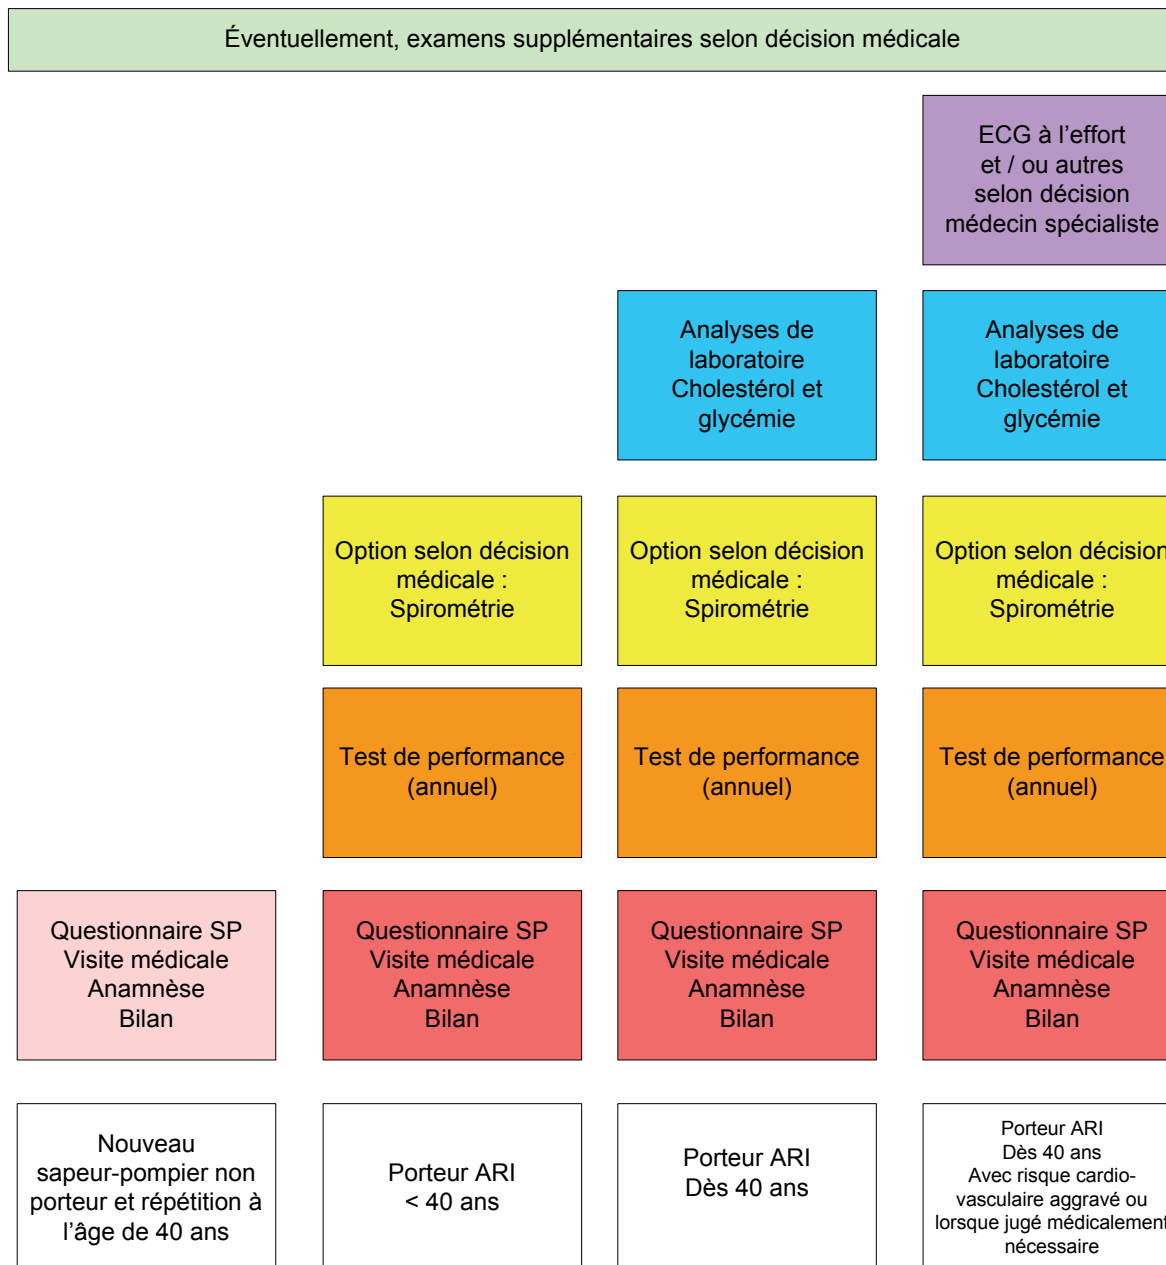 Éventuellement, examens supplémentaires selon décision médicale
ECG à l’effort
et / ou autres
selon décision
médecin spécialiste
Analyses de
laboratoire
Cholestérol et
glycémie
Analyses de
laboratoire
Cholestérol et
glycémie
Option selon décision
médicale :
Spirométrie
Option selon décision
médicale :
Spirométrie
Option selon décision
médicale :
Spirométrie
Test de performance
(annuel)
Test de performance
(annuel)
Test de performance
(annuel)
Questionnaire SP
Visite médicale
Anamnèse
Bilan
Questionnaire SP
Visite médicale
Anamnèse
Bilan
Questionnaire SP
Visite médicale
Anamnèse
Bilan
Questionnaire SP
Visite médicale
Anamnèse
Bilan
Nouveau
sapeur-pompier non
porteur et répétition à
l’âge de 40 ans
Porteur ARI
< 40 ans
Porteur ARI
Dès 40 ans
Porteur ARI
Dès 40 ans
Avec risque cardio-
vasculaire aggravé ou
lorsque jugé médicalement
nécessaire